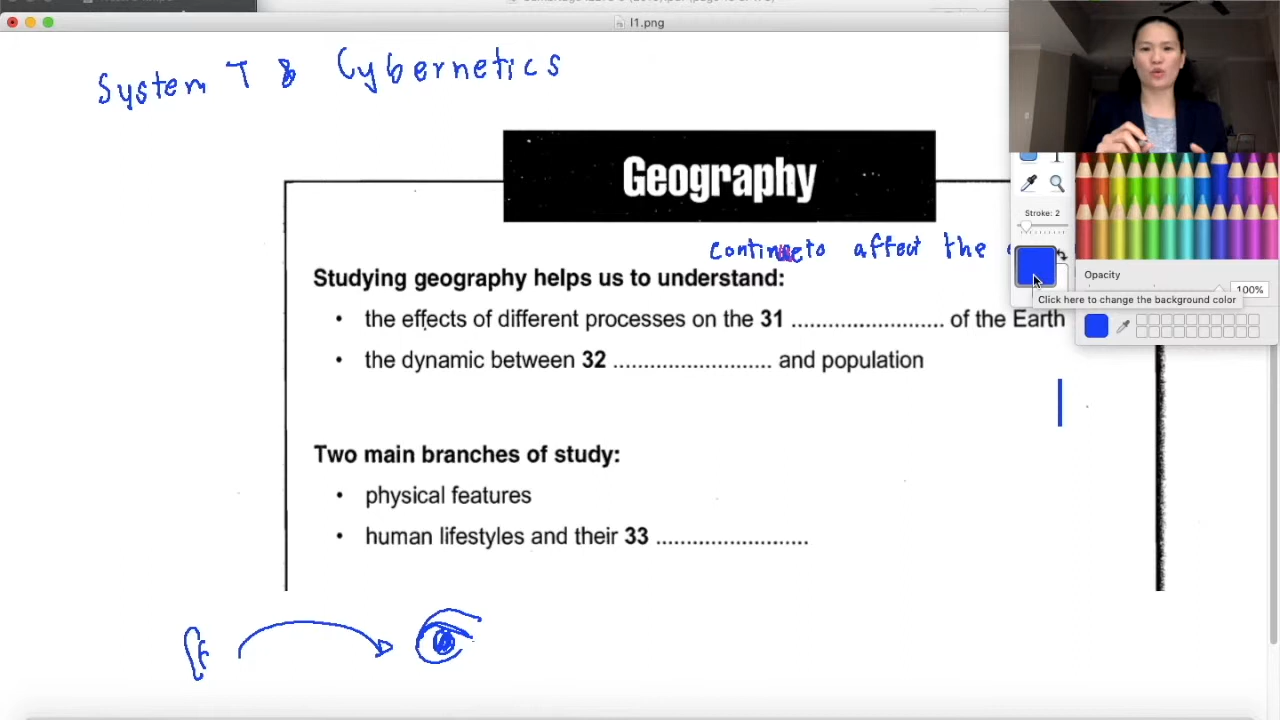 l1.png
System T & Cybernetics
Geography
Stroke: 2
to affect the
Opacity
100%
Click here to change the background color
Studying geography helps us to understand:
• the effects of different processes on the 31 ........................ of the Earth
• the dynamic between 32 ......................... and population
Two main branches of study:
• physical features
• human lifestyles and their 33 ........................